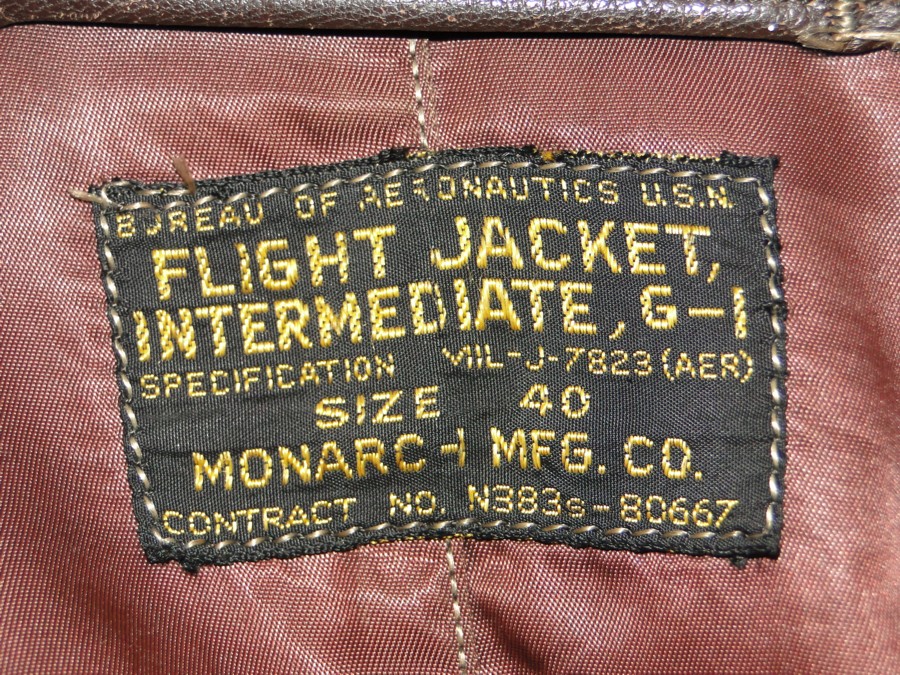 BUREAU OF AERONAUTICS U.S.N.
FLIGHT JACKET,
INTERMEDIATE, G-1
SPECIFICATION MIL-J-7823 (AER)
SIZE 40
MONARCH MFG. CO.
CONTRACT NO. N383s-80667